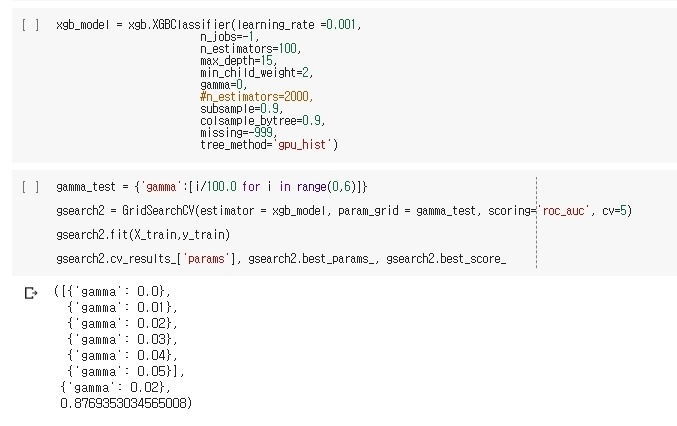 [ ] xgb_model = xgb.XGBClassifier(learning_rate =0.001,
n_jobs=-1,
n_estimators=100,
max_depth=15,
min_child_weight=2,
gamma=0,
#n_estimators=2000,
subsample=0.9,
colsample_bytree=0.9,
missing=-999,
tree_method='gpu_hist')
[ ] gamma_test = {'gamma':[i/100.0 for i in range(0,6)]}
gsearch2 = GridSearchCV(estimator = xgb_model, param_grid = gamma_test, scoring='roc_auc', cv=5)
gsearch2.fit(X_train,y_train)
gsearch2.cv_results_['params'], gsearch2.best_params_, gsearch2.best_score_
([{'gamma': 0.0},
{'gamma': 0.01},
{'gamma': 0.02},
{'gamma': 0.03},
{'gamma': 0.04},
{'gamma': 0.05}],
{'gamma': 0.02},
0.8769353034565008)